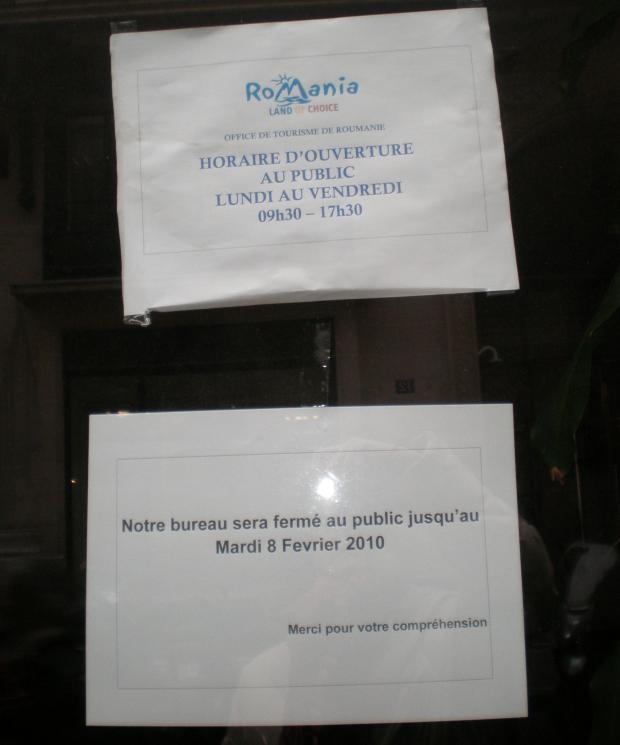 RoMania
LAND OF CHOICE
OFFICE DE TOURISME DE ROUMANIE
HORAIRE D'OUVERTURE
AU PUBLIC
LUNDI AU VENDREDI
09h30 – 17h30
Notre bureau sera fermé au public jusqu'au
Mardi 8 Fevrier 2010
Merci pour votre compréhension